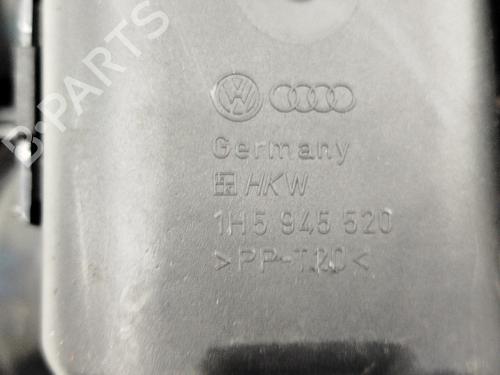 B-PARTS
Germany
HKW
1H5 945 520
>PP-T20<